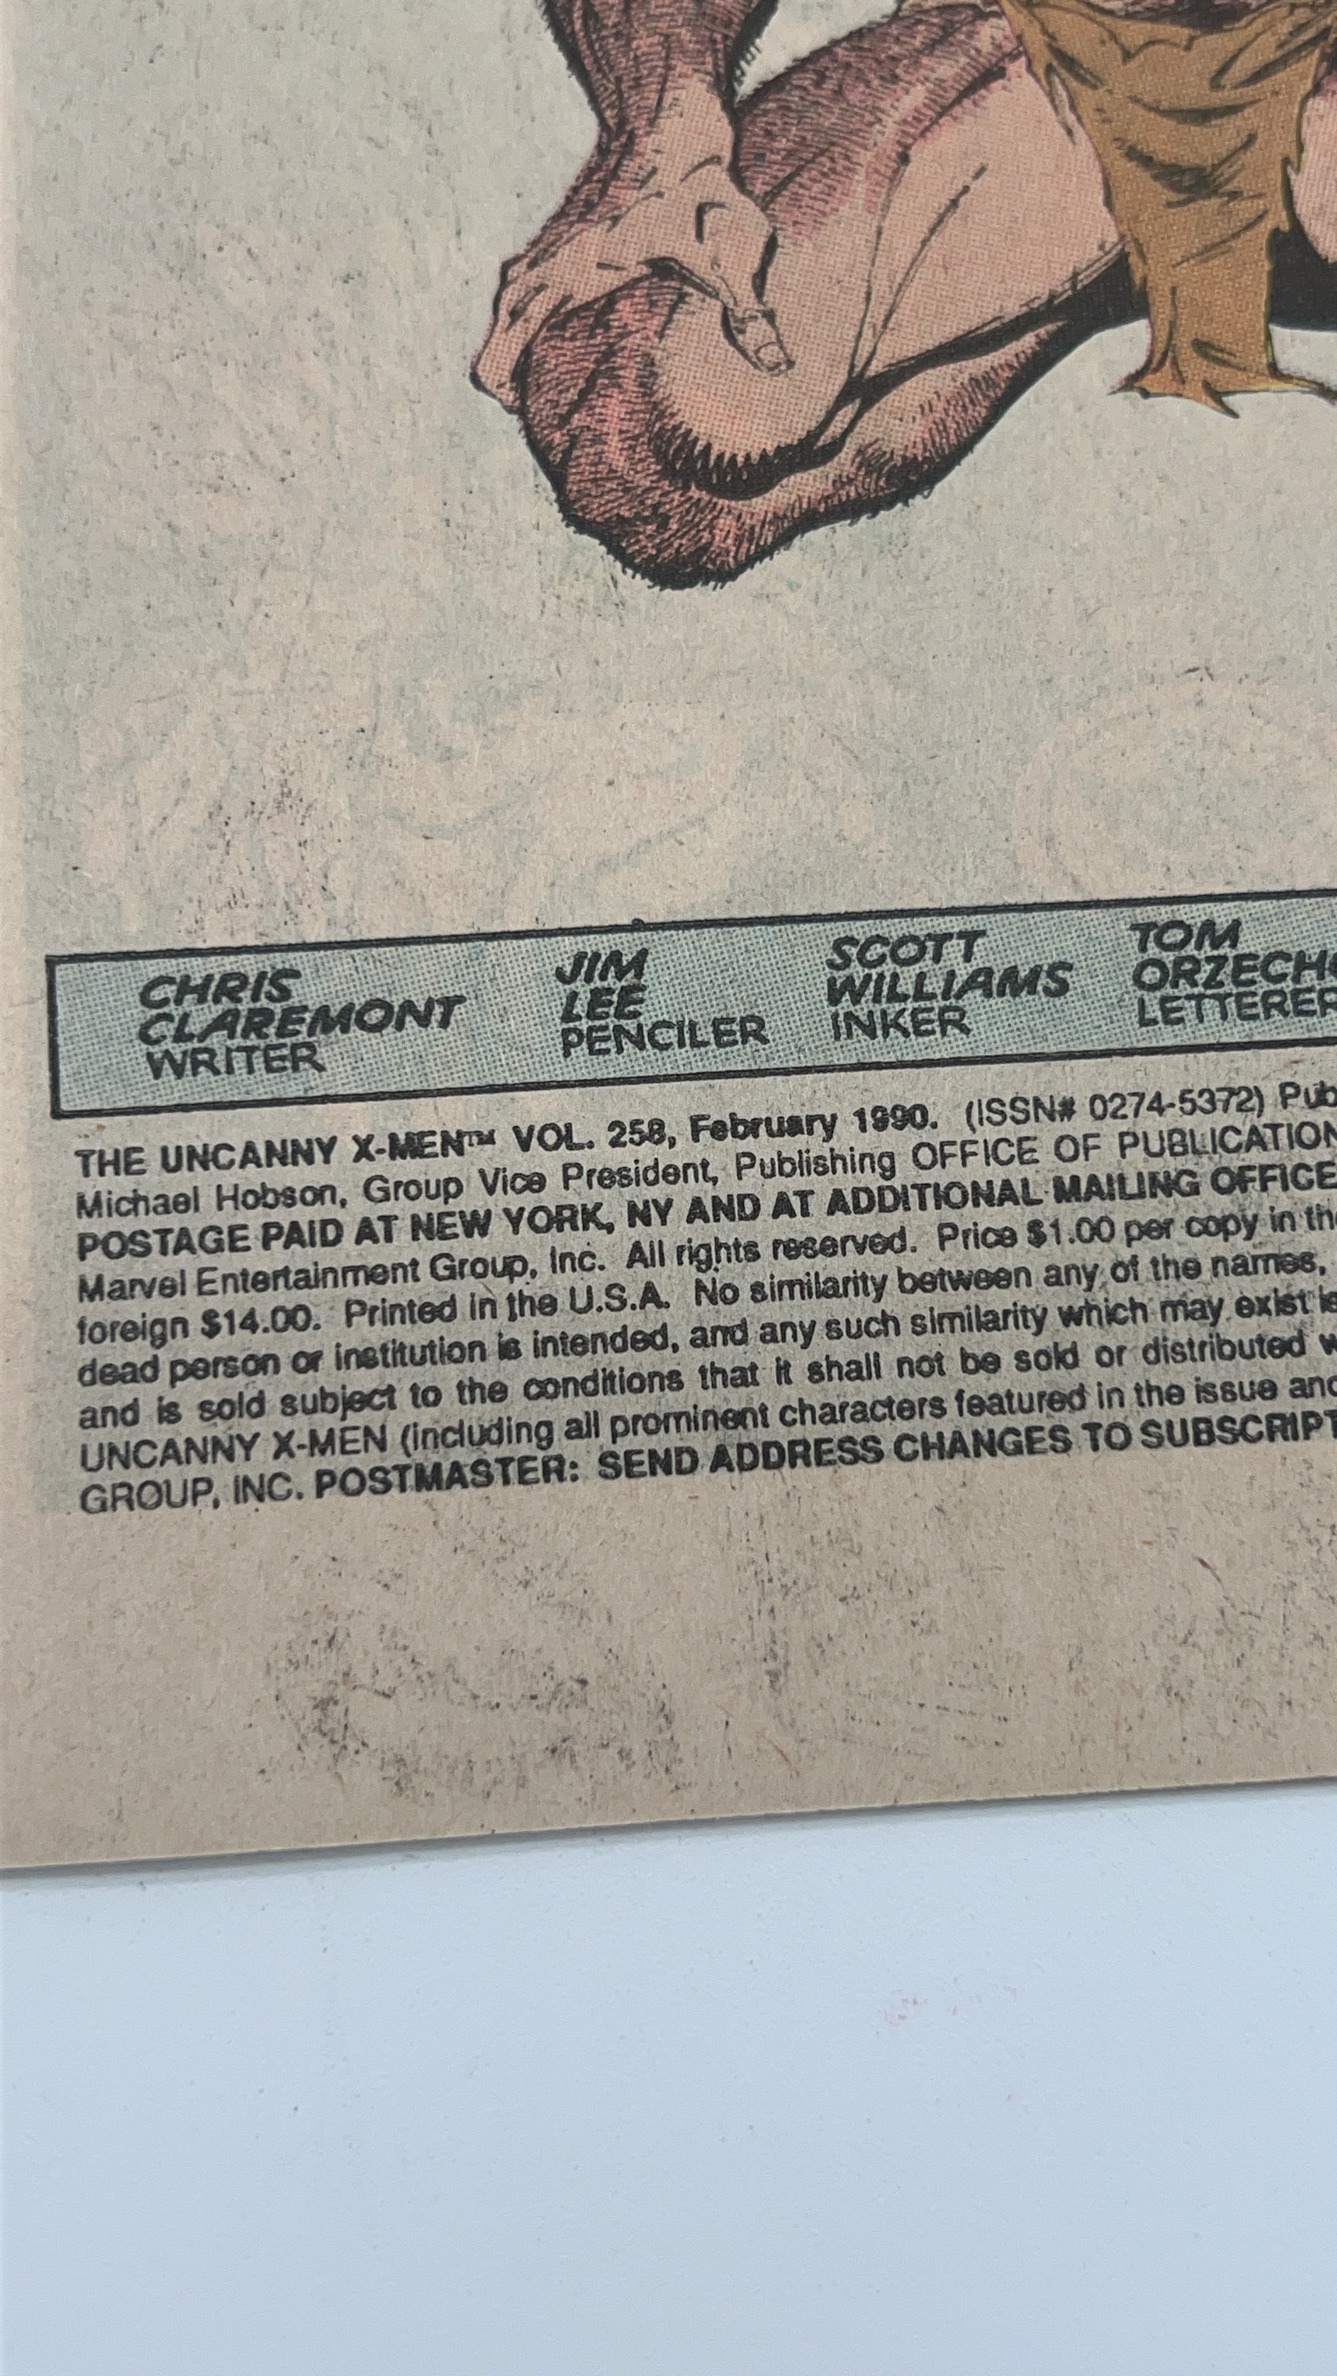 CHRIS
CLAREMONT
WRITER
JIM
LEE
PENCILER
SCOTT
WILLIAMS
INKER
TOM
ORZECH
LETTERER
THE UNCANNY X-MEN™ VOL. 258, February 1990. (ISSN# 0274-5372) Pub
Michael Hobson, Group Vice President, Publishing OFFICE OF PUBLICATION
POSTAGE PAID AT NEW YORK, NY AND AT ADDITIONAL MAILING OFFICE
Marvel Entertainment Group, Inc. All rights reserved. Price $1.00 per copy in the
foreign $14.00. Printed in the U.S.A. No similarity between any of the names,
dead person or institution is intended, and any such similarity which may exist is
and is sold subject to the conditions that it shall not be sold or distributed w
UNCANNY X-MEN (including all prominent characters featured in the issue and
GROUP, INC. POSTMASTER: SEND ADDRESS CHANGES TO SUBSCRIPT